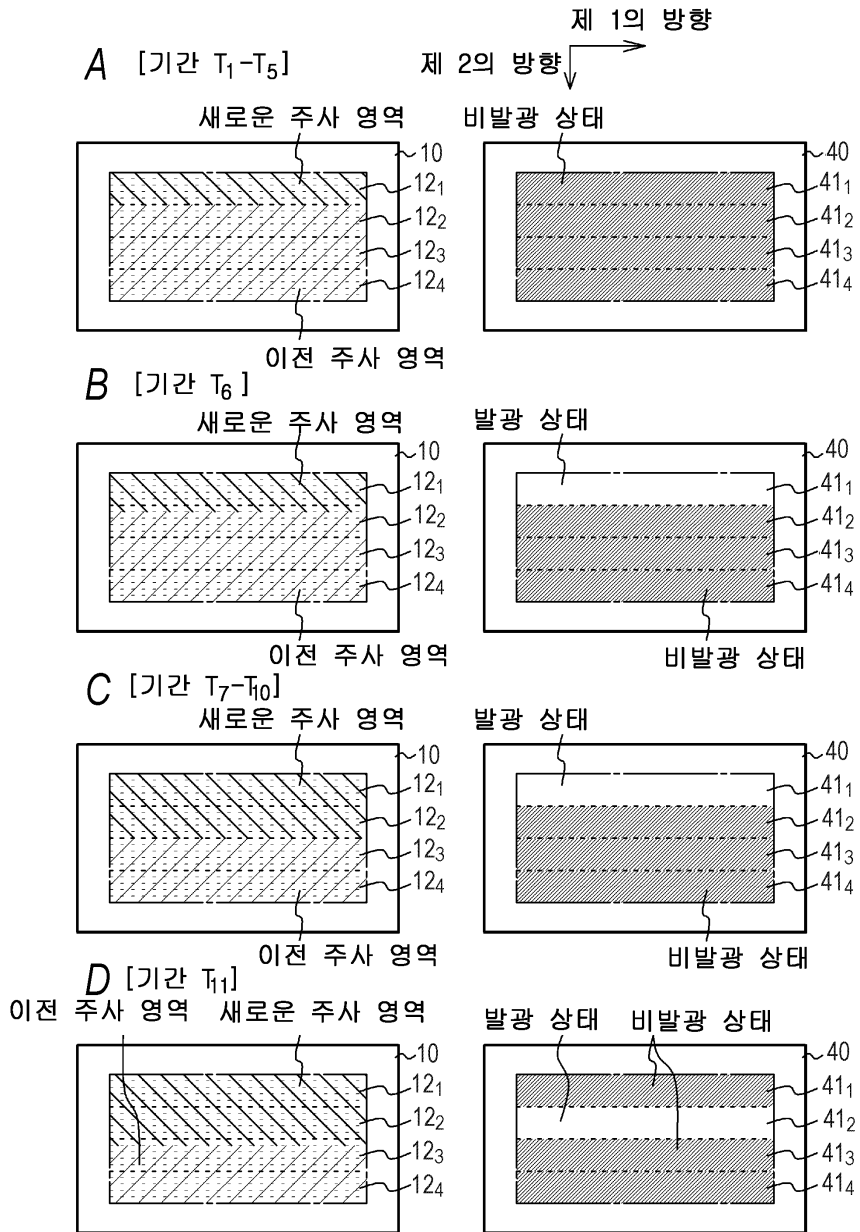 제 1의 방향
A [기간 T₁-T₅]
제 2의 방향
새로운 주사 영역
비발광 상태
10
40
12₁
41₁
12₂
41₂
12₃
41₃
12₄
41₄
이전 주사 영역
B [기간 T₆]
새로운 주사 영역
발광 상태
10
40
12₁
41₁
12₂
41₂
12₃
41₃
12₄
41₄
이전 주사 영역
비발광 상태
C [기간 T₇-T₁₀]
새로운 주사 영역
발광 상태
10
40
12₁
41₁
12₂
41₂
12₃
41₃
12₄
41₄
이전 주사 영역
비발광 상태
D [기간 T₁₁]
이전 주사 영역
새로운 주사 영역
발광 상태
비발광 상태
10
40
12₁
41₁
12₂
41₂
12₃
41₃
12₄
41₄